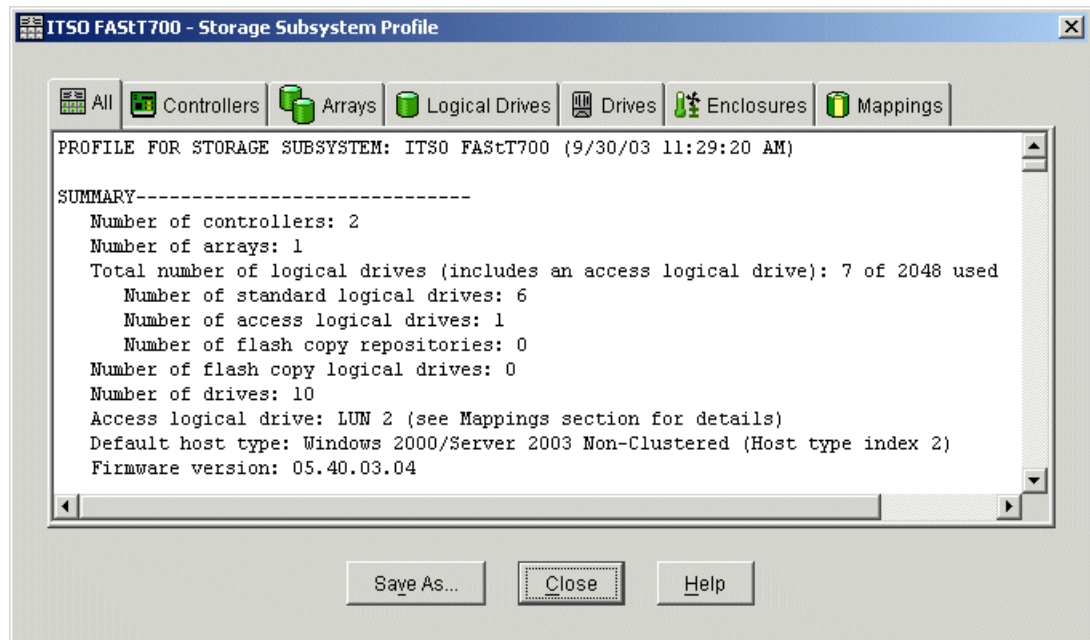 ITSO FAStT700 - Storage Subsystem Profile
All Controllers Arrays Logical Drives Drives Enclosures Mappings
PROFILE FOR STORAGE SUBSYSTEM: ITSO FAStT700 (9/30/03 11:29:20 AM)
SUMMARY------------------------------
Number of controllers: 2
Number of arrays: 1
Total number of logical drives (includes an access logical drive): 7 of 2048 used
Number of standard logical drives: 6
Number of access logical drives: 1
Number of flash copy repositories: 0
Number of flash copy logical drives: 0
Number of drives: 10
Access logical drive: LUN 2 (see Mappings section for details)
Default host type: Windows 2000/Server 2003 Non-Clustered (Host type index 2)
Firmware version: 05.40.03.04
Save As... Close Help